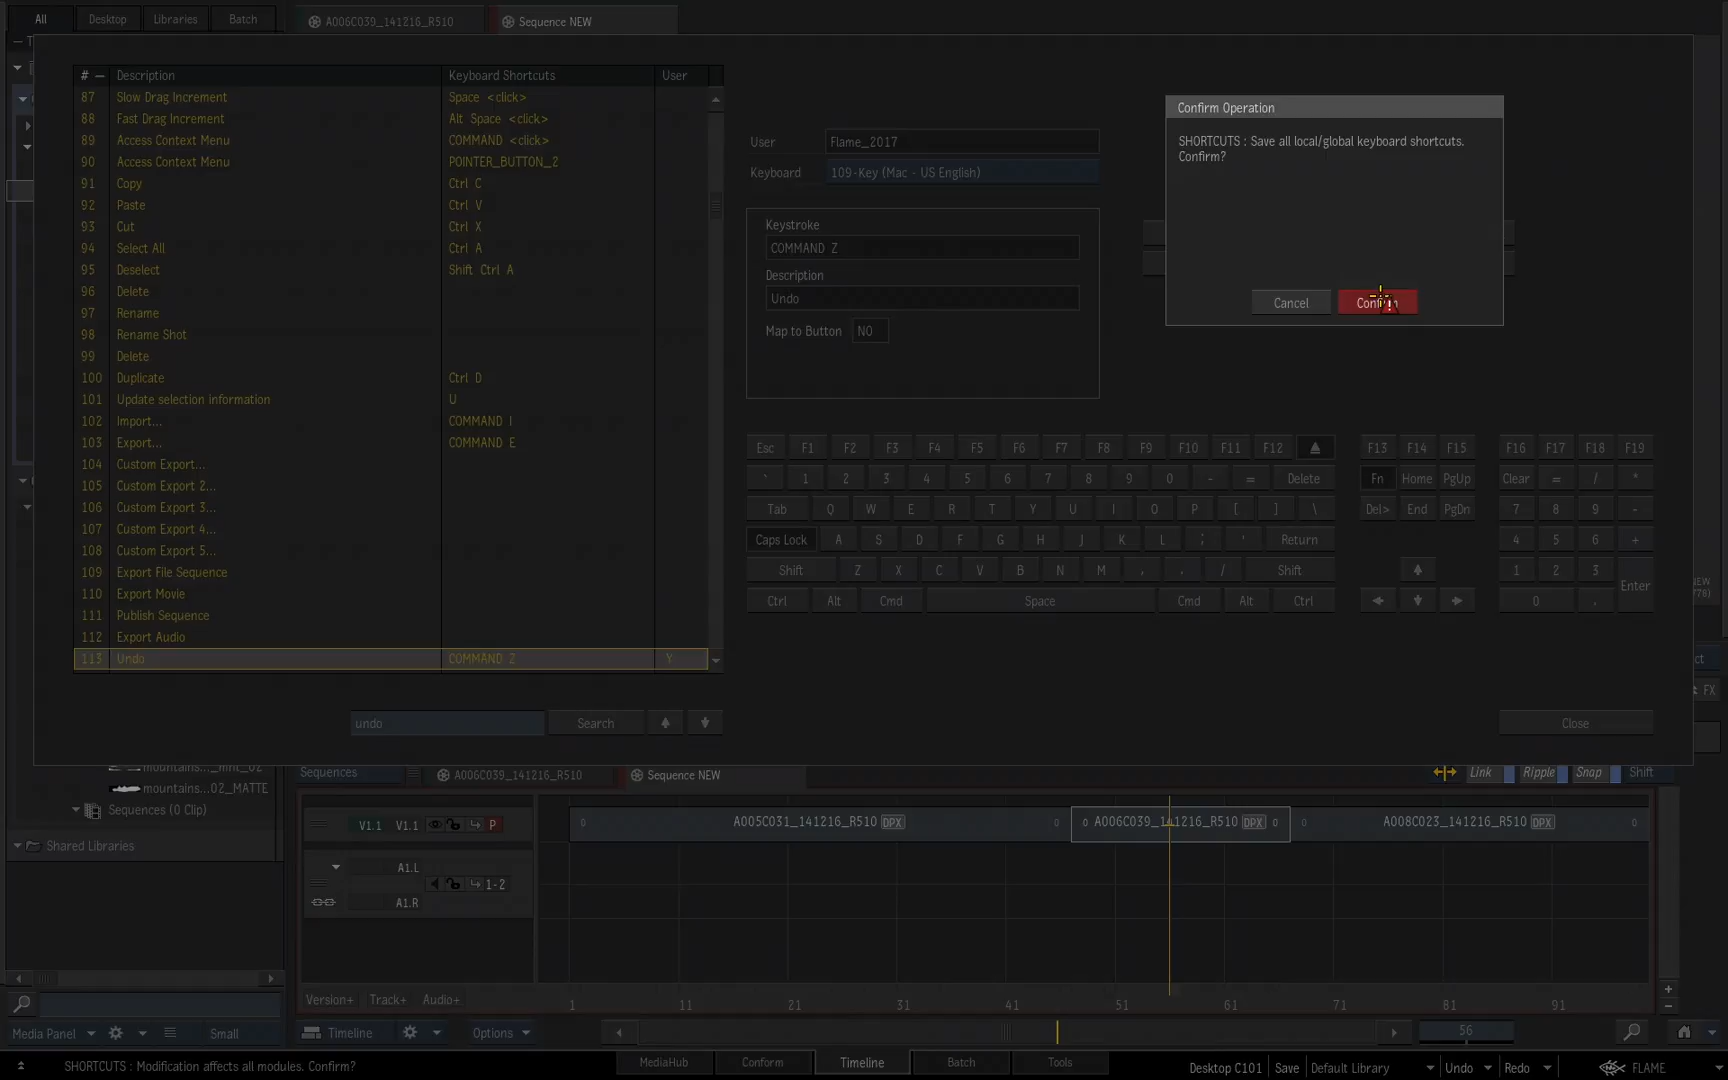 All Desktop Libraries Batch A006C039_141216_R510 Sequence NEW
# Description Keyboard Shortcuts User
87 Slow Drag Increment Space <click>
88 Fast Drag Increment Alt Space <click>
89 Access Context Menu COMMAND <click>
90 Access Context Menu POINTER_BUTTON_2
91 Copy Ctrl C
92 Paste Ctrl V
93 Cut Ctrl X
94 Select All Ctrl A
95 Deselect Shift Ctrl A
96 Delete
97 Rename
98 Rename Shot
99 Delete
100 Duplicate Ctrl D
101 Update selection information U
102 Import... COMMAND I
103 Export... COMMAND E
104 Custom Export...
105 Custom Export 2...
106 Custom Export 3...
107 Custom Export 4...
108 Custom Export 5...
109 Export File Sequence
110 Export Movie
111 Publish Sequence
112 Export Audio
113 Undo COMMAND Z Y
undo Search
User Flame_2017
Keyboard 109-Key (Mac - US English)
Keystroke
COMMAND Z
Description
Undo
Map to Button NO
Confirm Operation
SHORTCUTS : Save all local/global keyboard shortcuts.
Confirm?
Cancel Confirm
Esc F1 F2 F3 F4 F5 F6 F7 F8 F9 F10 F11 F12 F13 F14 F15 F16 F17 F18 F19
` 1 2 3 4 5 6 7 8 9 0 - = Delete Fn Home PgUp Clear = / *
Tab Q W E R T Y U I O P [ ] \ Del> End PgDn 7 8 9 -
Caps Lock A S D F G H J K L ; ' Return 4 5 6 +
Shift Z X C V B N M , . / Shift 1 2 3 Enter
Ctrl Alt Cmd Space Cmd Alt Ctrl 0 .
Close
FX
mountains..._mnt_02
mountains...02_MATTE
Sequences (0 Clip)
Shared Libraries
Sequences A006C039_141216_R510 Sequence NEW Link Ripple Snap Shift
V1.1 V1.1 P 0 A005C031_141216_R510 DPX 0 0 A006C039_141216_R510 DPX 0 0 A008C023_141216_R510 DPX 0
A1.L
1-2
A1.R
Version+ Track+ Audio+ 1 11 21 31 41 51 61 71 81 91
Media Panel Small Timeline Options 56
SHORTCUTS : Modification affects all modules. Confirm? MediaHub Conform Timeline Batch Tools Desktop C101 Save Default Library Undo Redo FLAME